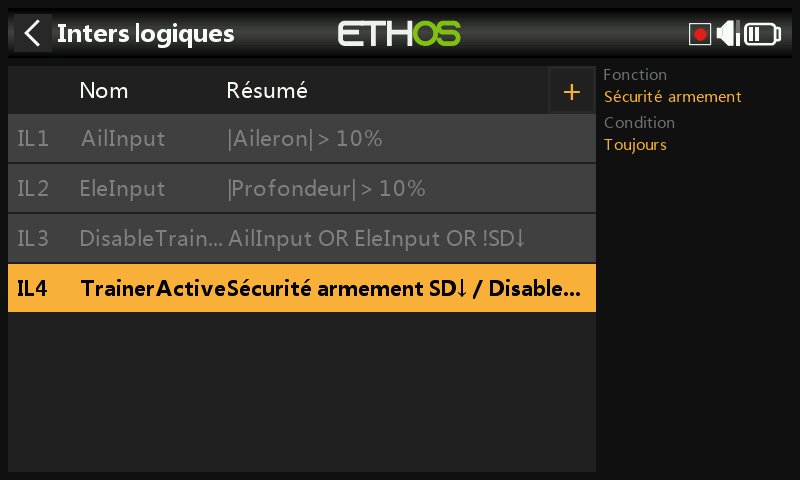 Inters logiques
ETHOS
Nom Résumé +
IL1 AilInput |Aileron| > 10%
IL2 EleInput |Profondeur| > 10%
IL3 DisableTrain... AilInput OR EleInput OR !SD↓
IL4 TrainerActive Sécurité armement SD↓ / Disable...
Fonction
Sécurité armement
Condition
Toujours